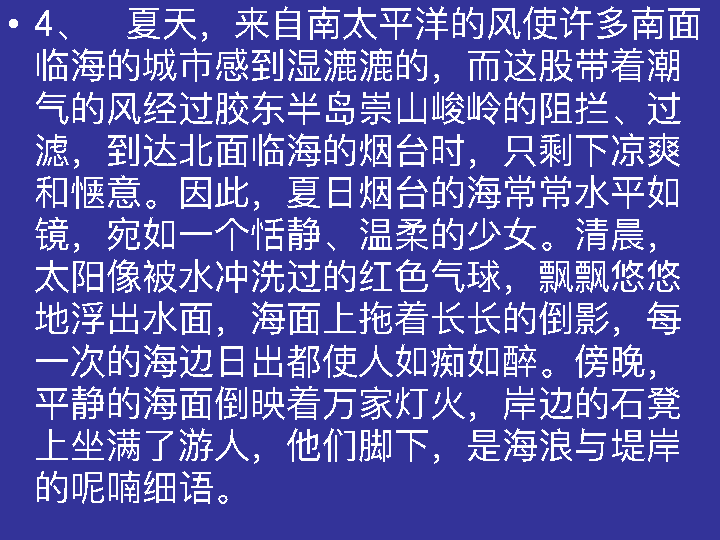 • 4、 夏天，来自南太平洋的风使许多南面
临海的城市感到湿漉漉的，而这股带着潮
气的风经过胶东半岛崇山峻岭的阻拦、过
滤，到达北面临海的烟台时，只剩下凉爽
和惬意。因此，夏日烟台的海常常水平如
镜，宛如一个恬静、温柔的少女。清晨，
太阳像被水冲洗过的红色气球，飘飘悠悠
地浮出水面，海面上拖着长长的倒影，每
一次的海边日出都使人如痴如醉。傍晚，
平静的海面倒映着万家灯火，岸边的石凳
上坐满了游人，他们脚下，是海浪与堤岸
的呢喃细语。